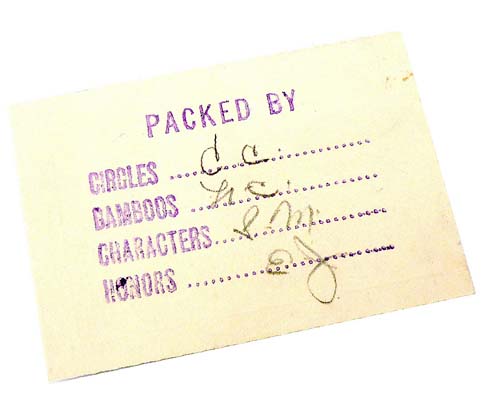 PACKED BY
CIRCLES .................. C.C.
BAMBOOS .................. H.C.
CHARACTERS.................. S.M.
HONORS .................. E.J